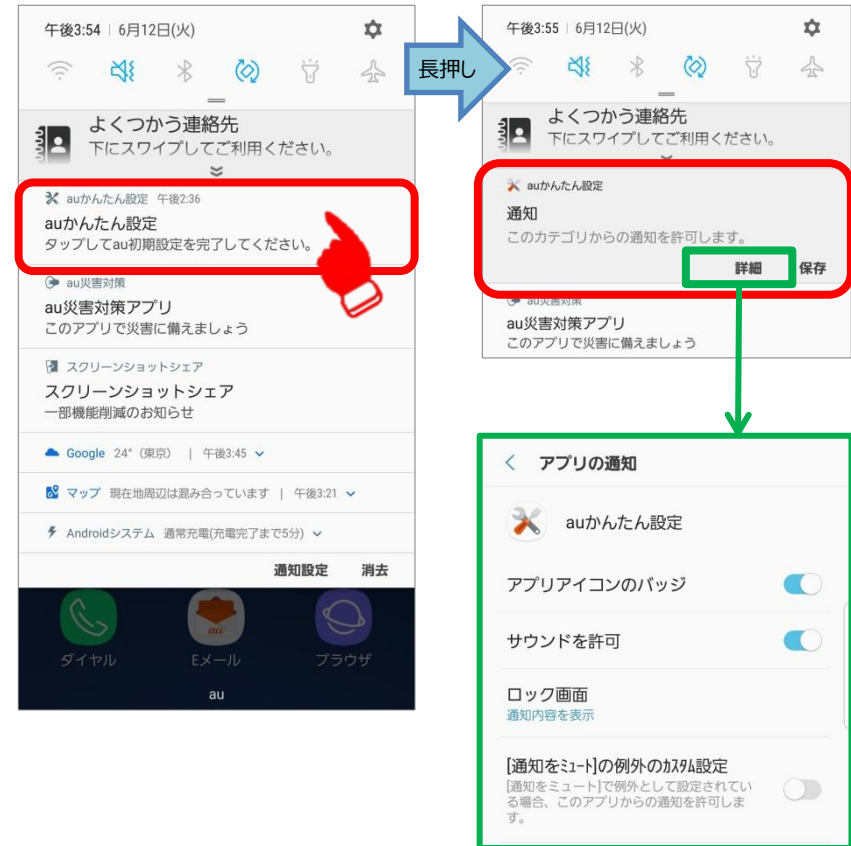 午後3:54 | 6月12日(火)
よくつかう連絡先
下にスワイプしてご利用ください。
auかんたん設定 午後2:36
auかんたん設定
タップしてau初期設定を完了してください。
au災害対策
au災害対策アプリ
このアプリで災害に備えましょう
スクリーンショットシェア
スクリーンショットシェア
一部機能削減のお知らせ
Google 24°（東京） | 午後3:45
マップ 現在地周辺は混み合っています | 午後3:21
Androidシステム 通常充電(充電完了まで5分)
通知設定 消去
au
ダイヤル Eメール ブラウザ
au
長押し
午後3:55 | 6月12日(火)
よくつかう連絡先
下にスワイプしてご利用ください。
auかんたん設定
通知
このカテゴリからの通知を許可します。
詳細 保存
au災害対策
au災害対策アプリ
このアプリで災害に備えましょう
アプリの通知
auかんたん設定
アプリアイコンのバッジ
サウンドを許可
ロック画面
通知内容を表示
[通知をﾐｭｰﾄ]の例外のｶｽﾀﾑ設定
[通知をミュート]で例外として設定されてい
る場合、このアプリからの通知を許可しま
す。